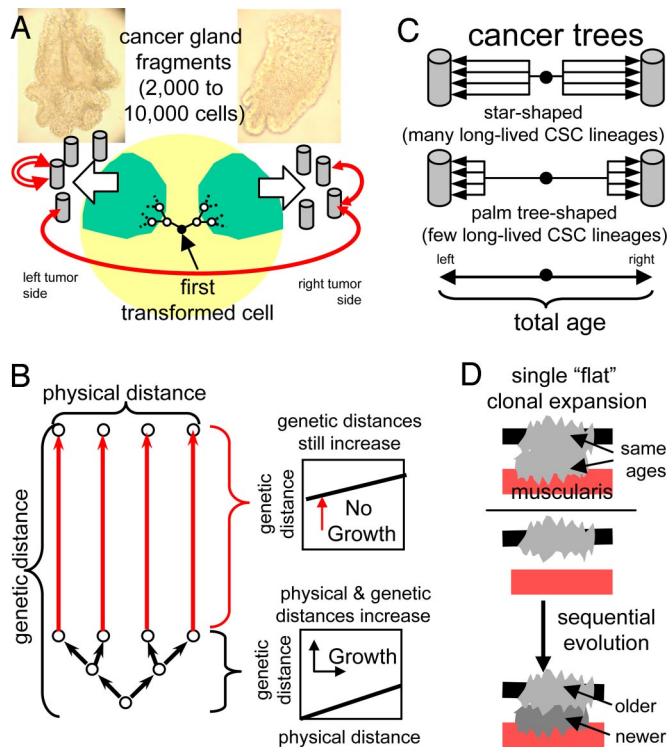 A
cancer gland
fragments
(2,000 to
10,000 cells)
left tumor
side
right tumor
side
first
transformed cell
B
physical distance
genetic distance
genetic distances
still increase
genetic
distance
No
Growth
physical & genetic
distances increase
genetic
distance
Growth
physical distance
C
cancer trees
star-shaped
(many long-lived CSC lineages)
palm tree-shaped
(few long-lived CSC lineages)
left
right
total age
D
single “flat”
clonal expansion
same
ages
muscularis
sequential
evolution
older
newer